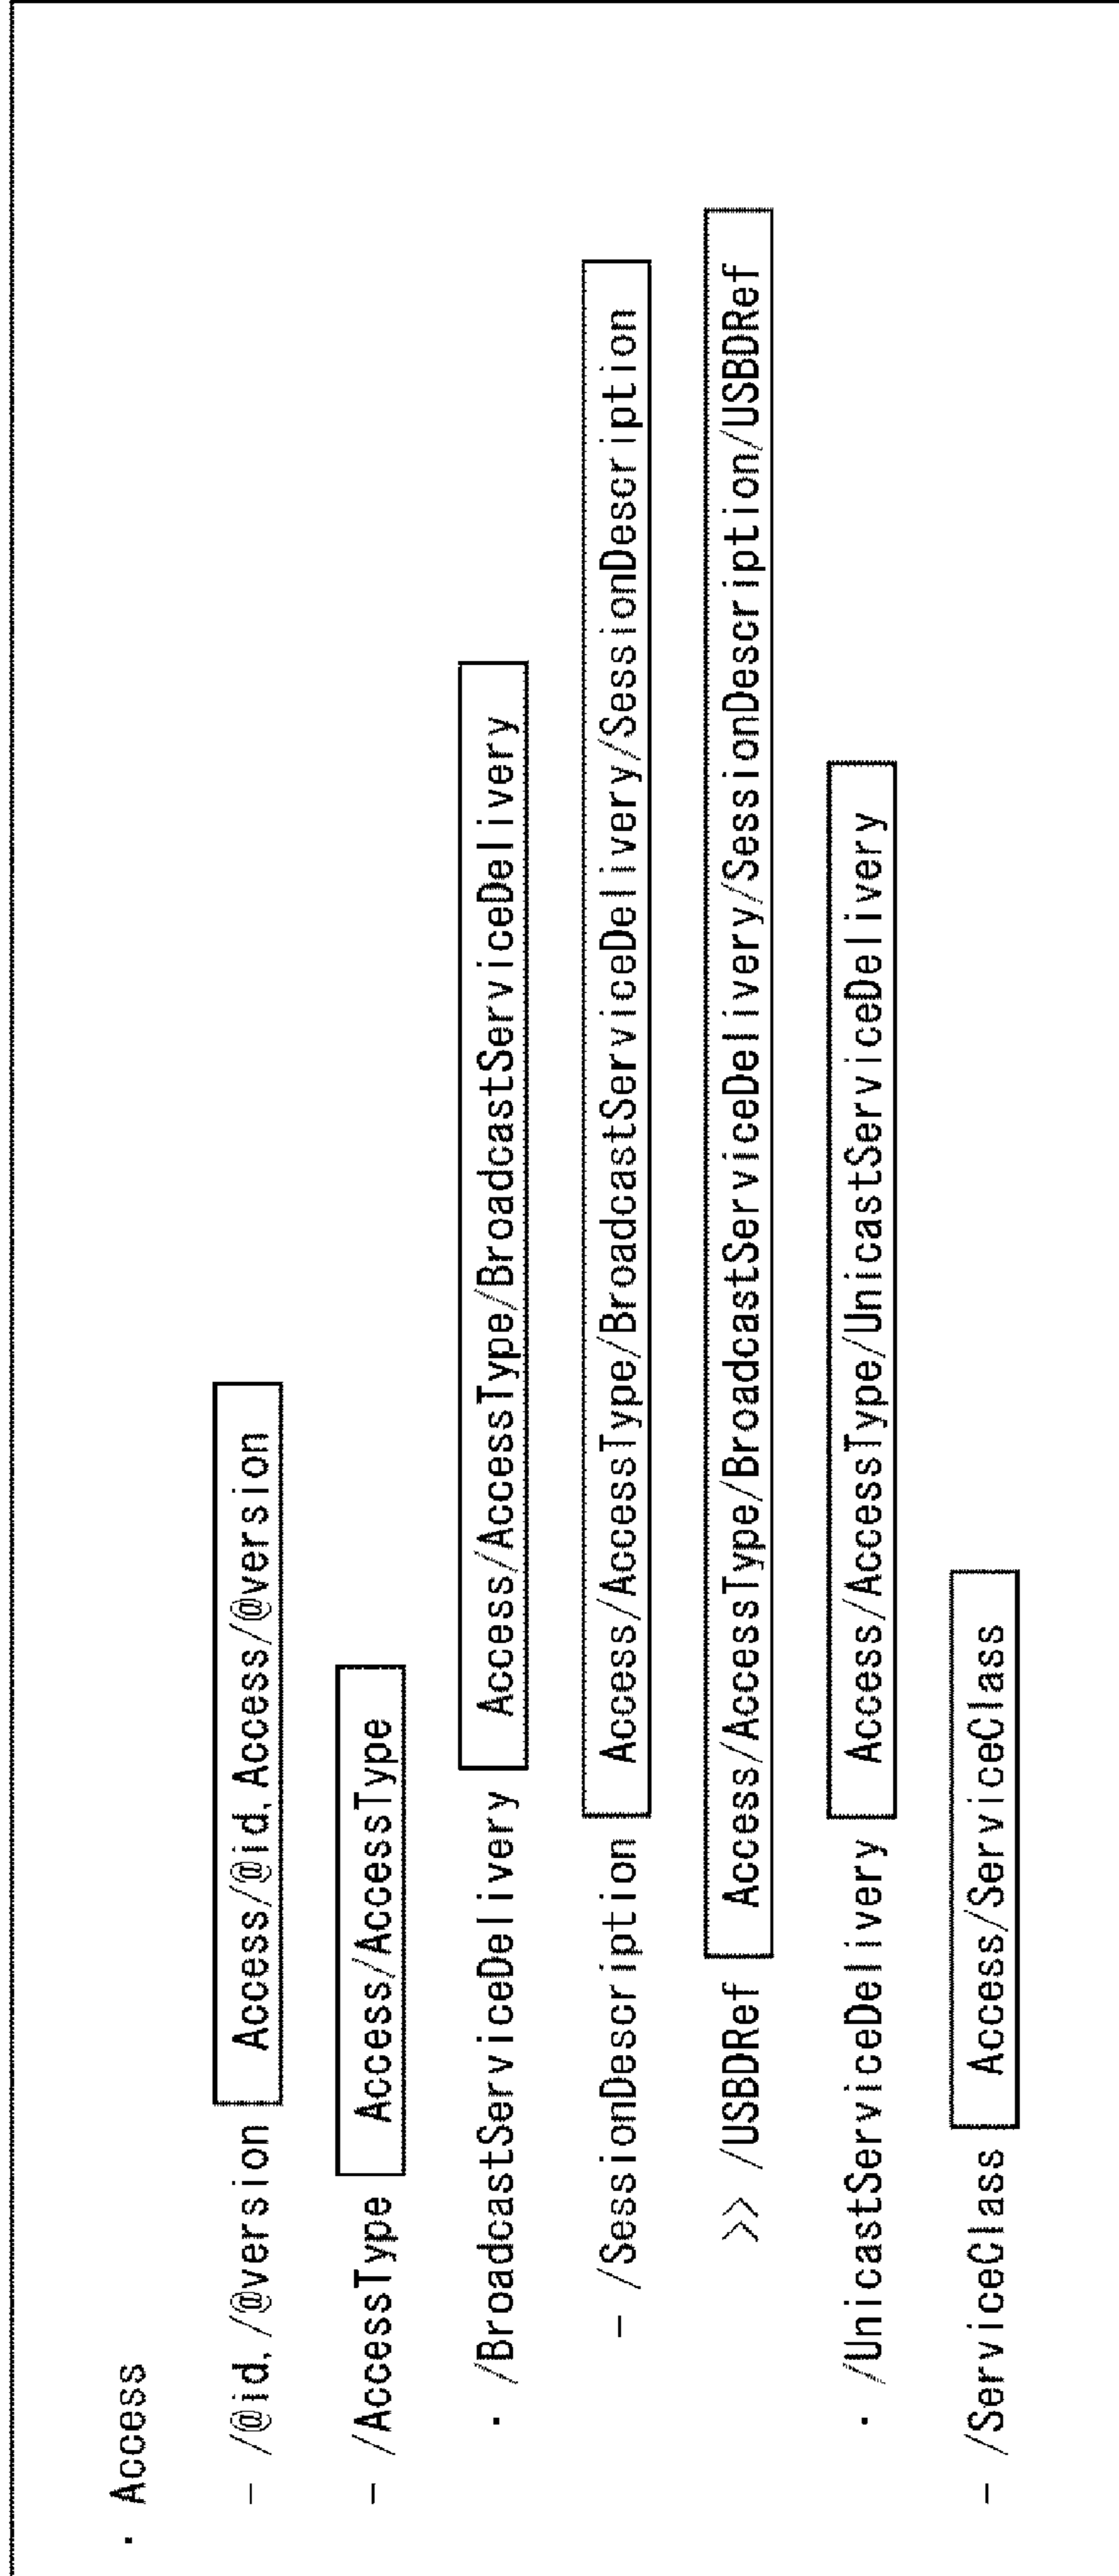 · Access
– /@id, /@version Access/@id, Access/@version
– /AccessType Access/AccessType
· /BroadcastServiceDelivery Access/AccessType/BroadcastServiceDelivery
– /SessionDescription Access/AccessType/BroadcastServiceDelivery/SessionDescription
>> /USBDRef Access/AccessType/BroadcastServiceDelivery/SessionDescription/USBDRef
· /UnicastServiceDelivery Access/AccessType/UnicastServiceDelivery
– /ServiceClass Access/ServiceClass